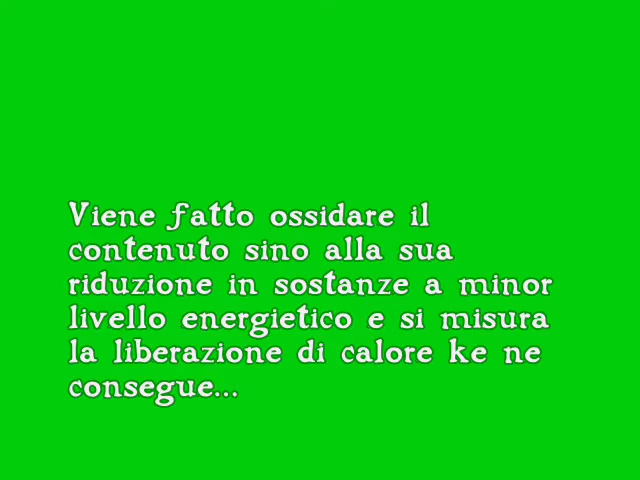 Viene fatto ossidare il
contenuto sino alla sua
riduzione in sostanze a minor
livello energietico e si misura
la liberazione di calore ke ne
consegue...